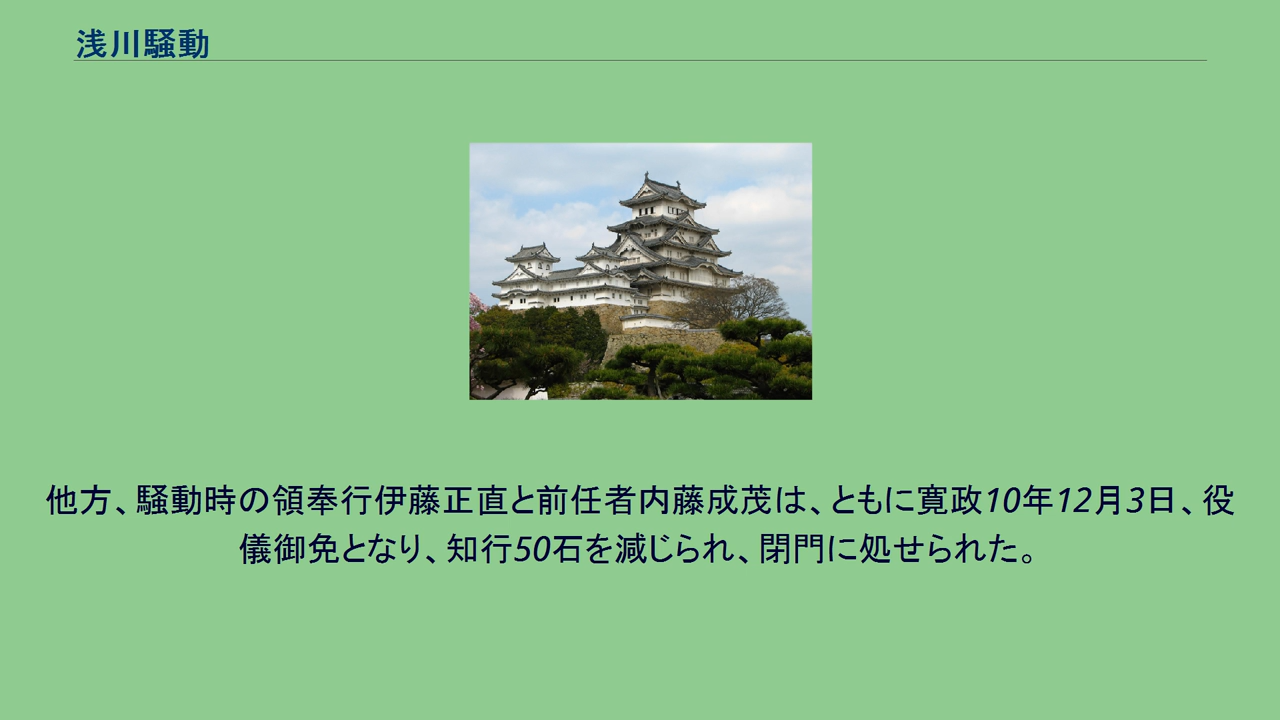 浅川騒動
他方、騒動時の領奉行伊藤正直と前任者内藤成茂は、ともに寛政10年12月3日、役
儀御免となり、知行50石を減じられ、閉門に処せられた。